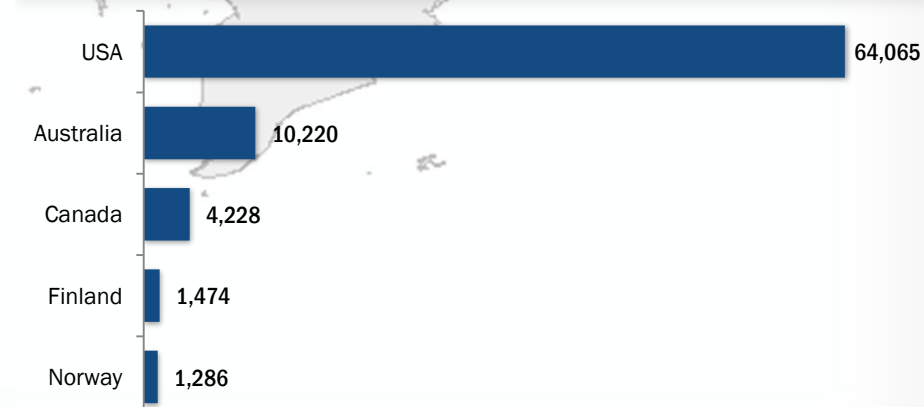 USA 64,065
Australia 10,220
Canada 4,228
Finland 1,474
Norway 1,286